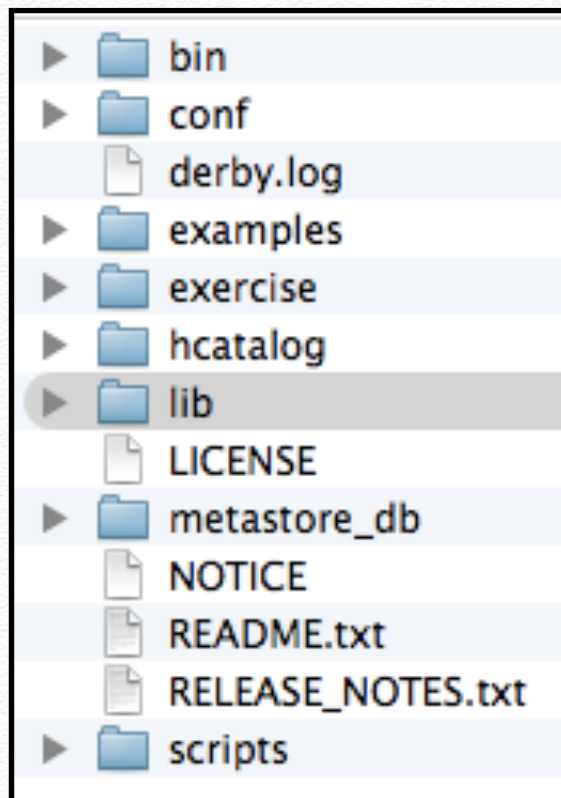 bin
conf
derby.log
examples
exercise
hcatalog
lib
LICENSE
metastore_db
NOTICE
README.txt
RELEASE_NOTES.txt
scripts